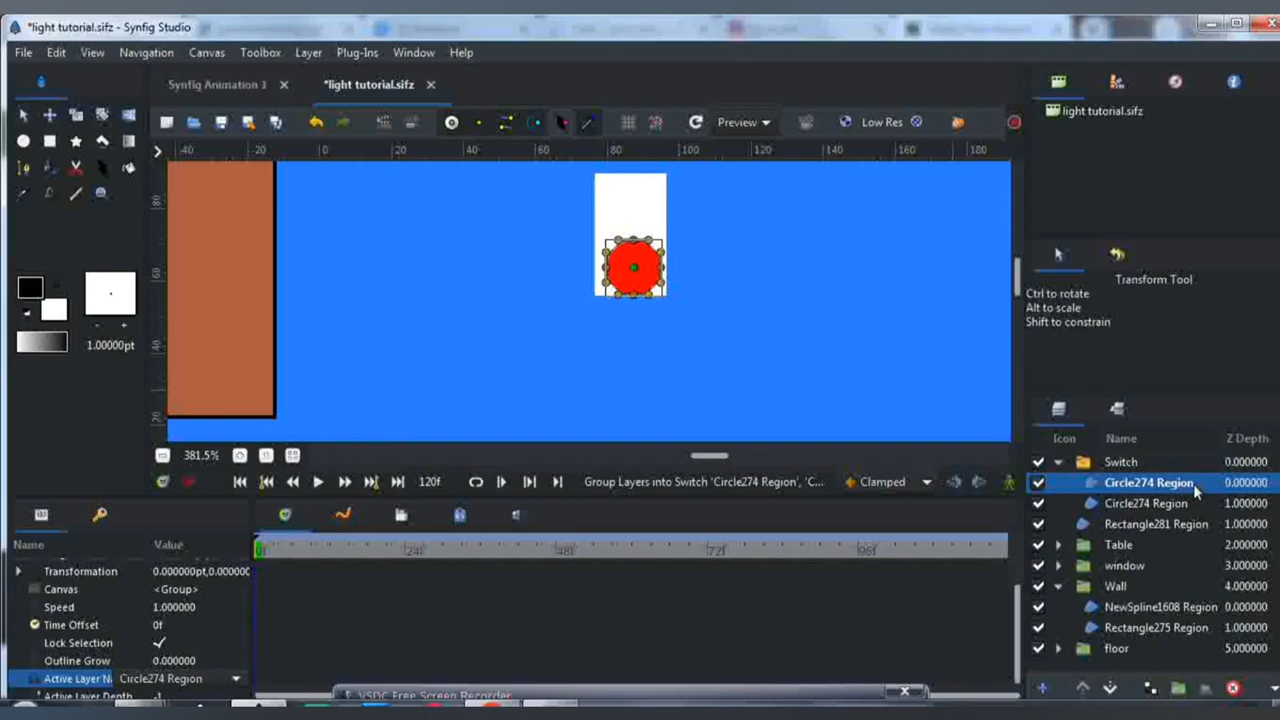 *light tutorial.sifz - Synfig Studio
File Edit View Navigation Canvas Toolbox Layer Plug-Ins Window Help
Synfig Animation 1 *light tutorial.sifz
Preview Low Res
light tutorial.sifz
-40 -20 0 20 40 60 80 100 120 140 160 180
80
60
40
20
Transform Tool
Ctrl to rotate
Alt to scale
Shift to constrain
1.00000pt
Icon Name Z Depth
Switch 0.000000
Circle274 Region 0.000000
Circle274 Region 1.000000
Rectangle281 Region 1.000000
Table 2.000000
window 3.000000
Wall 4.000000
NewSpline1608 Region 0.000000
Rectangle275 Region 1.000000
floor 5.000000
381.5%
120f Group Layers into Switch 'Circle274 Region', 'C... Clamped
Name Value
0f 24f 48f 72f 96f
Transformation 0.000000pt,0.000000
Canvas <Group>
Speed 1.000000
Time Offset 0f
Lock Selection
Outline Grow 0.000000
Active Layer N Circle274 Region
Active Layer Depth -1
VSDC Free Screen Recorder